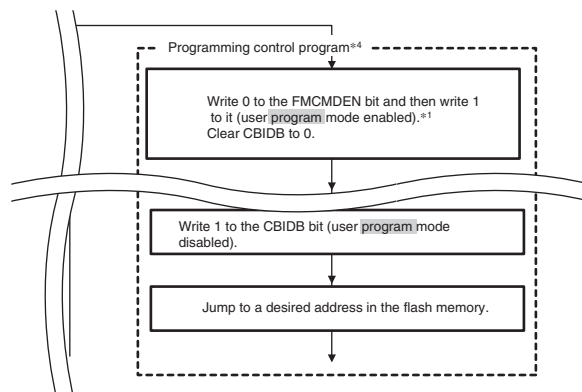 Programming control program*4
Write 0 to the FMCMDEN bit and then write 1
to it (user program mode enabled).*1
Clear CBIDB to 0.
Write 1 to the CBIDB bit (user program mode
disabled).
Jump to a desired address in the flash memory.